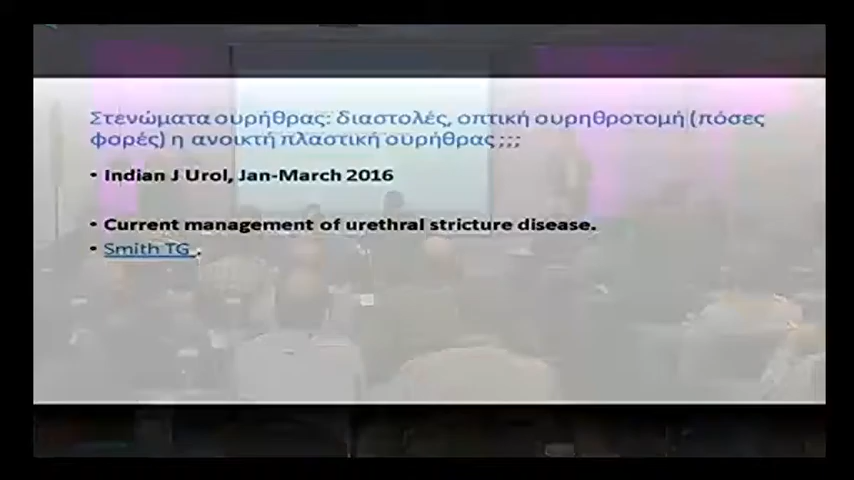 Στενώματα ουρήθρας: διαστολές, οπτική ουρηθροτομή (πόσες
φορές) η ανοικτή πλαστική ουρήθρας ;;;
• Indian J Urol, Jan-March 2016
• Current management of urethral stricture disease.
• Smith TG .